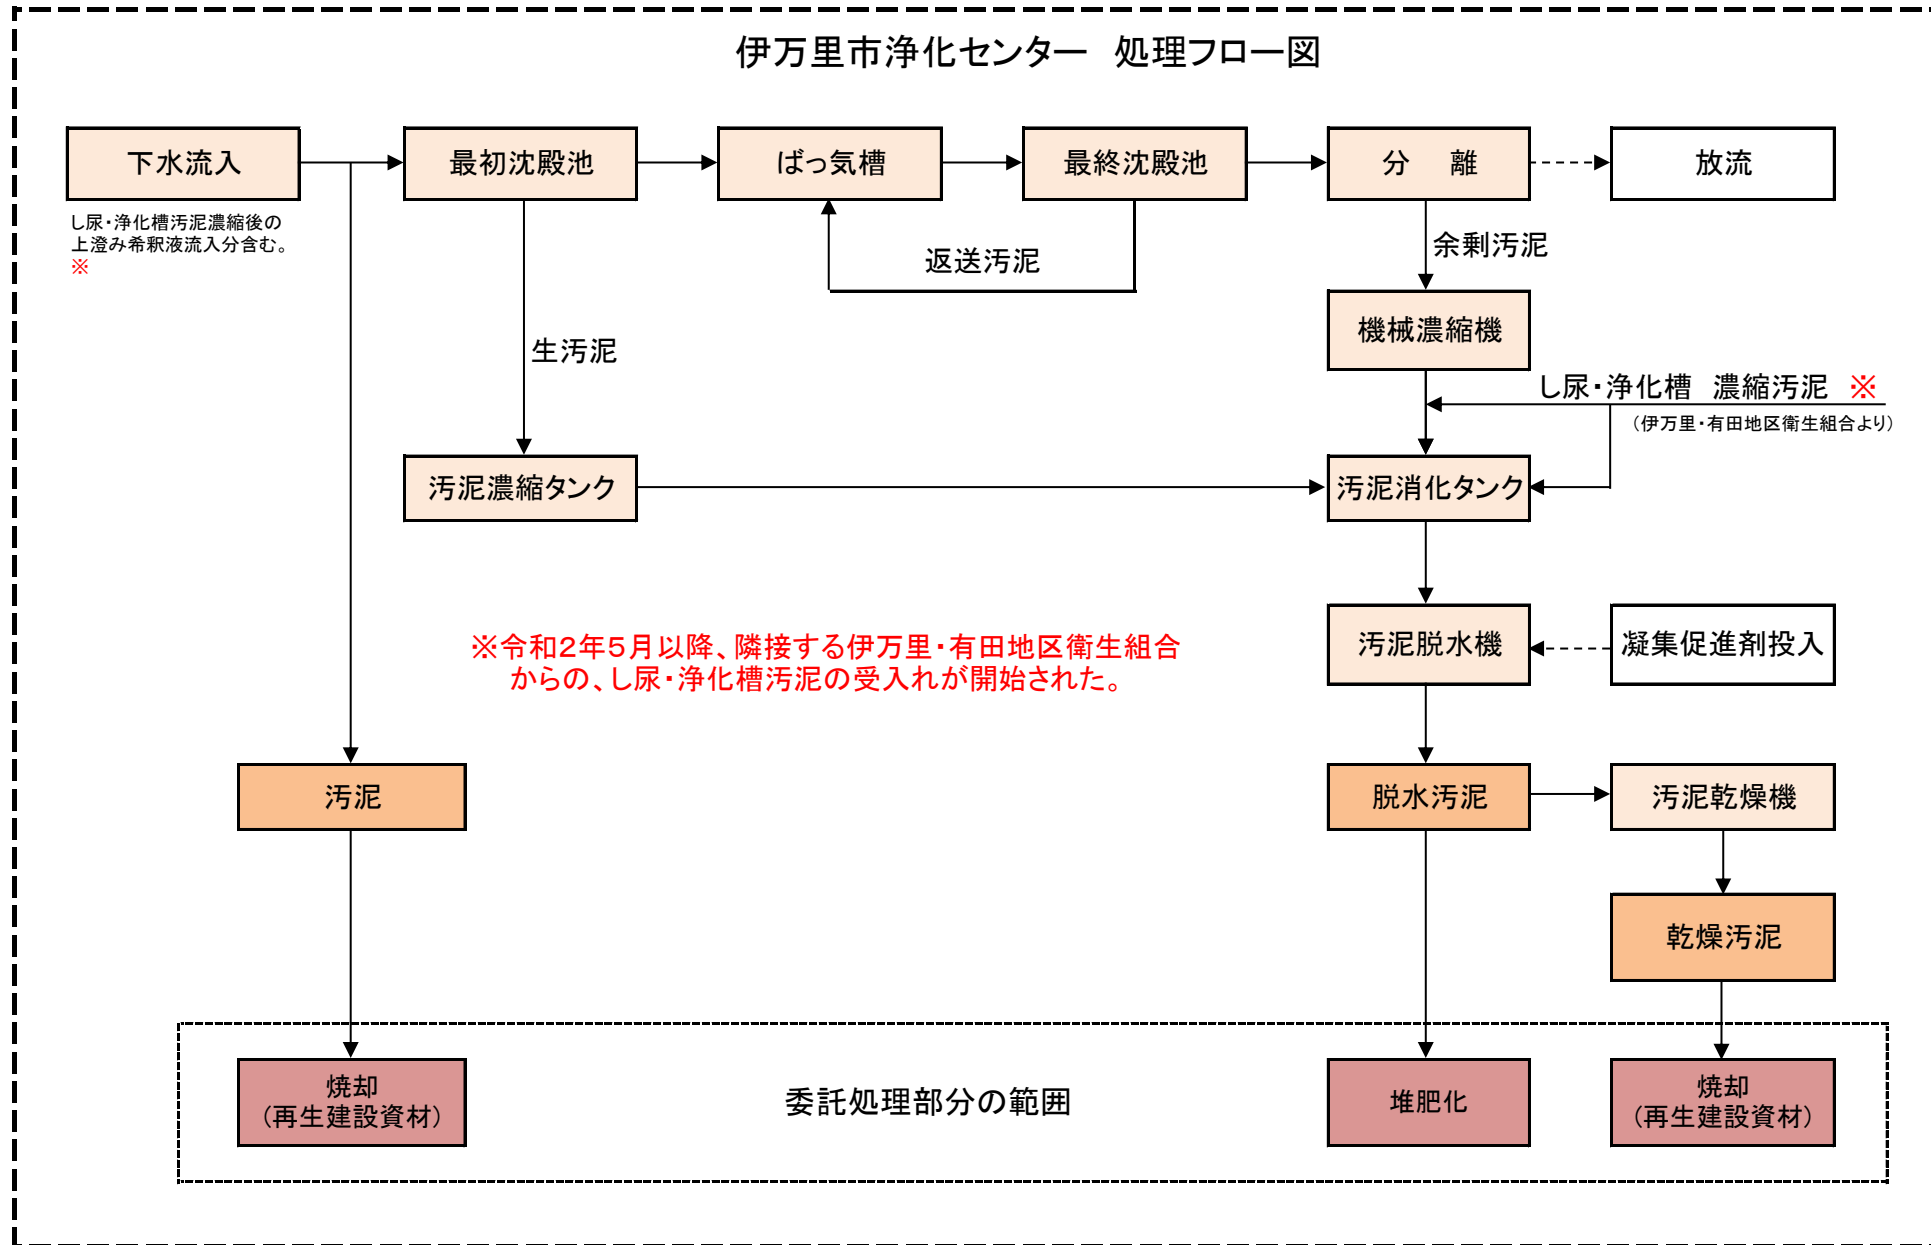 伊万里市浄化センター　処理フロー図
下水流入
最初沈殿池
ばっ気槽
最終沈殿池
分　離
放流
し尿・浄化槽汚泥濃縮後の
上澄み希釈液流入分含む。
※
返送汚泥
余剰汚泥
機械濃縮機
生汚泥
し尿・浄化槽　濃縮汚泥　※
（伊万里・有田地区衛生組合より）
汚泥濃縮タンク
汚泥消化タンク
※令和２年５月以降、隣接する伊万里・有田地区衛生組合
からの、し尿・浄化槽汚泥の受入れが開始された。
汚泥脱水機
凝集促進剤投入
汚泥
脱水汚泥
汚泥乾燥機
乾燥汚泥
焼却
（再生建設資材）
委託処理部分の範囲
堆肥化
焼却
（再生建設資材）